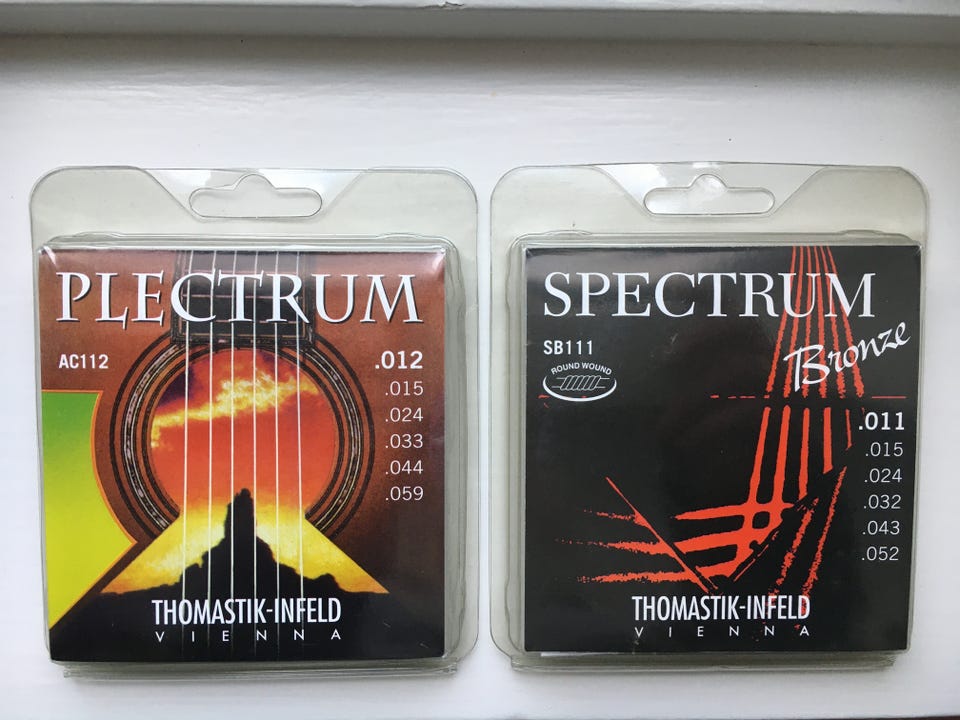 PLECTRUM
AC112
.012
.015
.024
.033
.044
.059
THOMASTIK-INFELD
VIENNA
SPECTRUM
Bronze
SB111
ROUND WOUND
.011
.015
.024
.032
.043
.052
THOMASTIK-INFELD
VIENNA